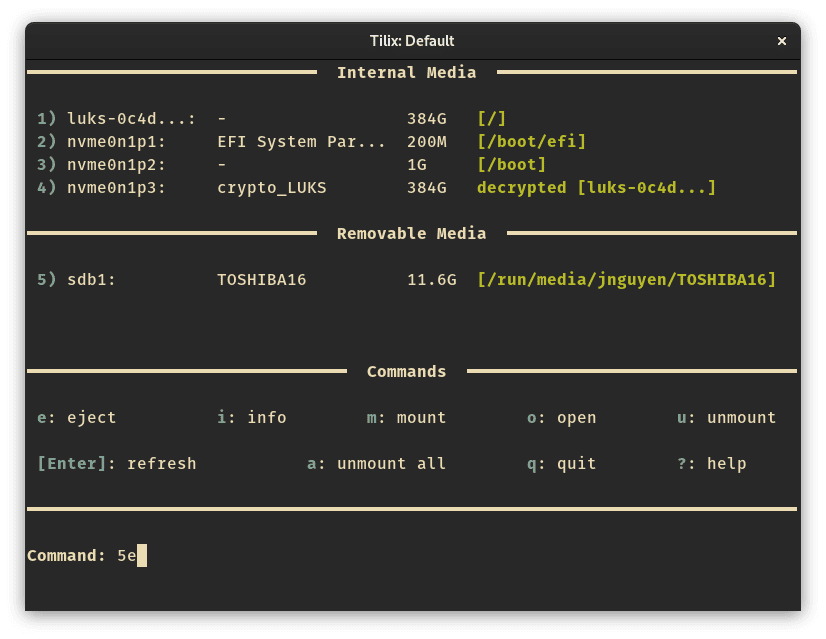 Tilix: Default ×
Internal Media
1) luks-0c4d...: - 384G [/]
2) nvme0n1p1: EFI System Par... 200M [/boot/efi]
3) nvme0n1p2: - 1G [/boot]
4) nvme0n1p3: crypto_LUKS 384G decrypted [luks-0c4d...]
Removable Media
5) sdb1: TOSHIBA16 11.6G [/run/media/jnguyen/TOSHIBA16]
Commands
e: eject i: info m: mount o: open u: unmount
[Enter]: refresh a: unmount all q: quit ?: help
Command: 5e